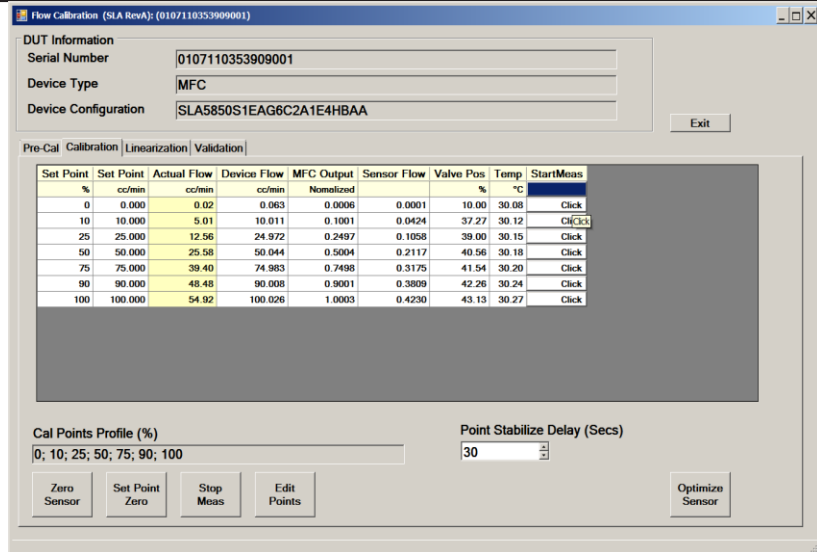 Flow Calibration (SLA RevA): (0107110353909001)
DUT Information
Serial Number 0107110353909001
Device Type MFC
Device Configuration SLA5850S1EAG6C2A1E4HBAA
Exit
Pre-Cal Calibration Linearization Validation
Set Point Set Point Actual Flow Device Flow MFC Output Sensor Flow Valve Pos Temp StartMeas
% cc/min cc/min cc/min Nomalized % °C
0 0.000 0.02 0.063 0.0006 0.0001 10.00 30.08 Click
10 10.000 5.01 10.011 0.1001 0.0424 37.27 30.12 Click
25 25.000 12.56 24.972 0.2497 0.1058 39.00 30.15 Click
50 50.000 25.58 50.044 0.5004 0.2117 40.56 30.18 Click
75 75.000 39.40 74.983 0.7498 0.3175 41.54 30.20 Click
90 90.000 48.48 90.008 0.9001 0.3809 42.26 30.24 Click
100 100.000 54.92 100.026 1.0003 0.4230 43.13 30.27 Click
Cal Points Profile (%)
0; 10; 25; 50; 75; 90; 100
Point Stabilize Delay (Secs)
30
Zero Sensor
Set Point Zero
Stop Meas
Edit Points
Optimize Sensor